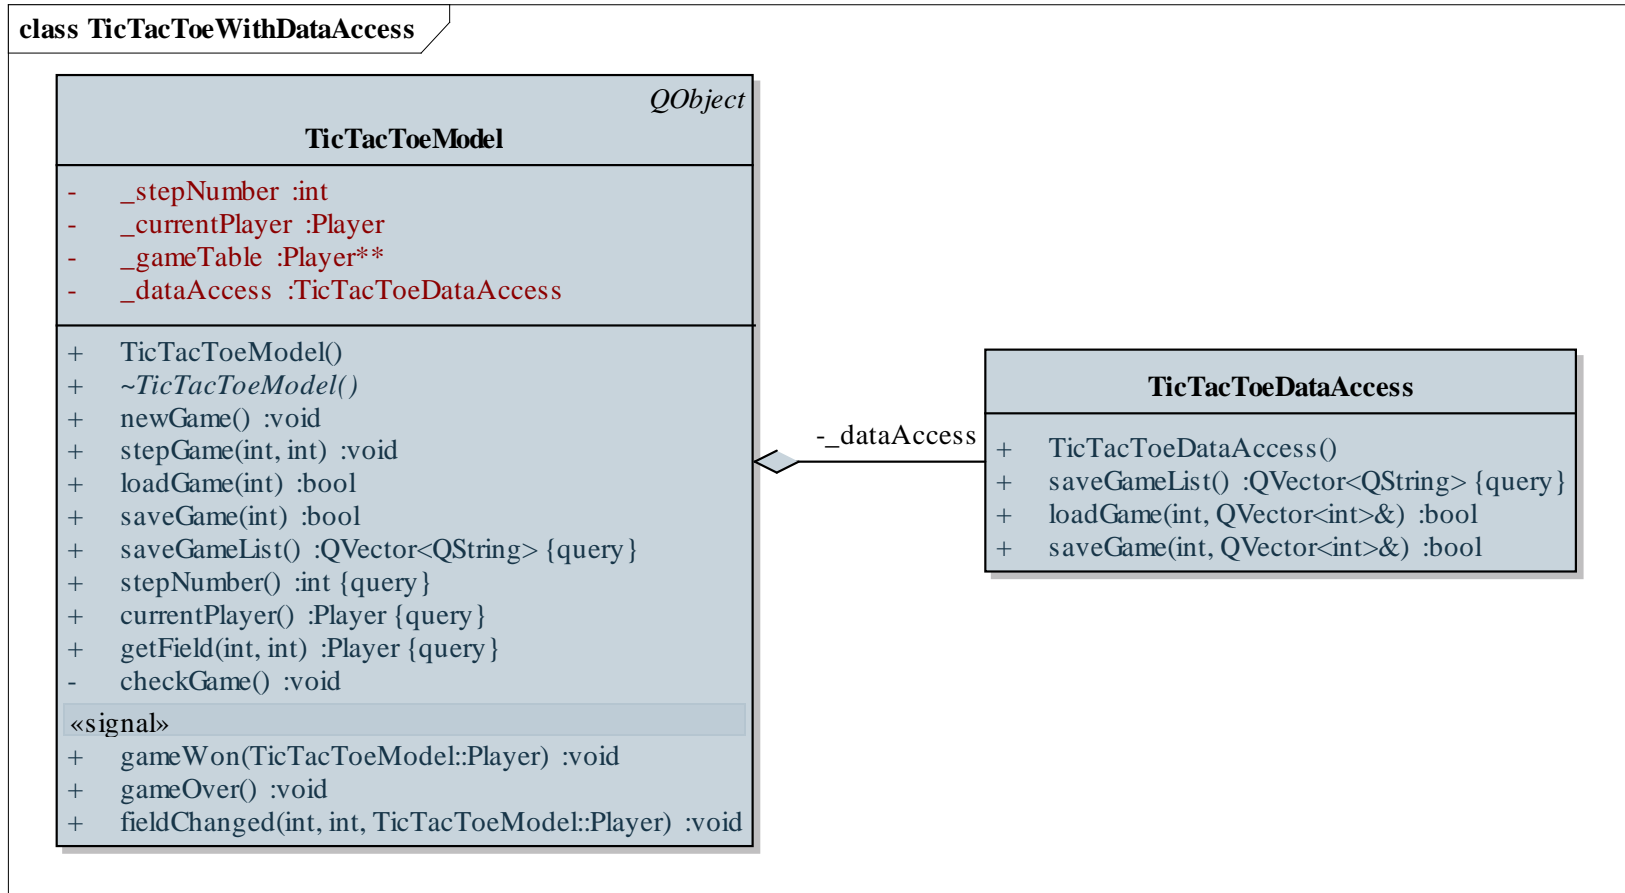 class TicTacToeWithDataAccess
QObject
TicTacToeModel
- _stepNumber :int
- _currentPlayer :Player
- _gameTable :Player**
- _dataAccess :TicTacToeDataAccess
+ TicTacToeModel()
+ ~TicTacToeModel()
+ newGame() :void
+ stepGame(int, int) :void
+ loadGame(int) :bool
+ saveGame(int) :bool
+ saveGameList() :QVector<QString> {query}
+ stepNumber() :int {query}
+ currentPlayer() :Player {query}
+ getField(int, int) :Player {query}
- checkGame() :void
«signal»
+ gameWon(TicTacToeModel::Player) :void
+ gameOver() :void
+ fieldChanged(int, int, TicTacToeModel::Player) :void
-_dataAccess
TicTacToeDataAccess
+ TicTacToeDataAccess()
+ saveGameList() :QVector<QString> {query}
+ loadGame(int, QVector<int>&) :bool
+ saveGame(int, QVector<int>&) :bool